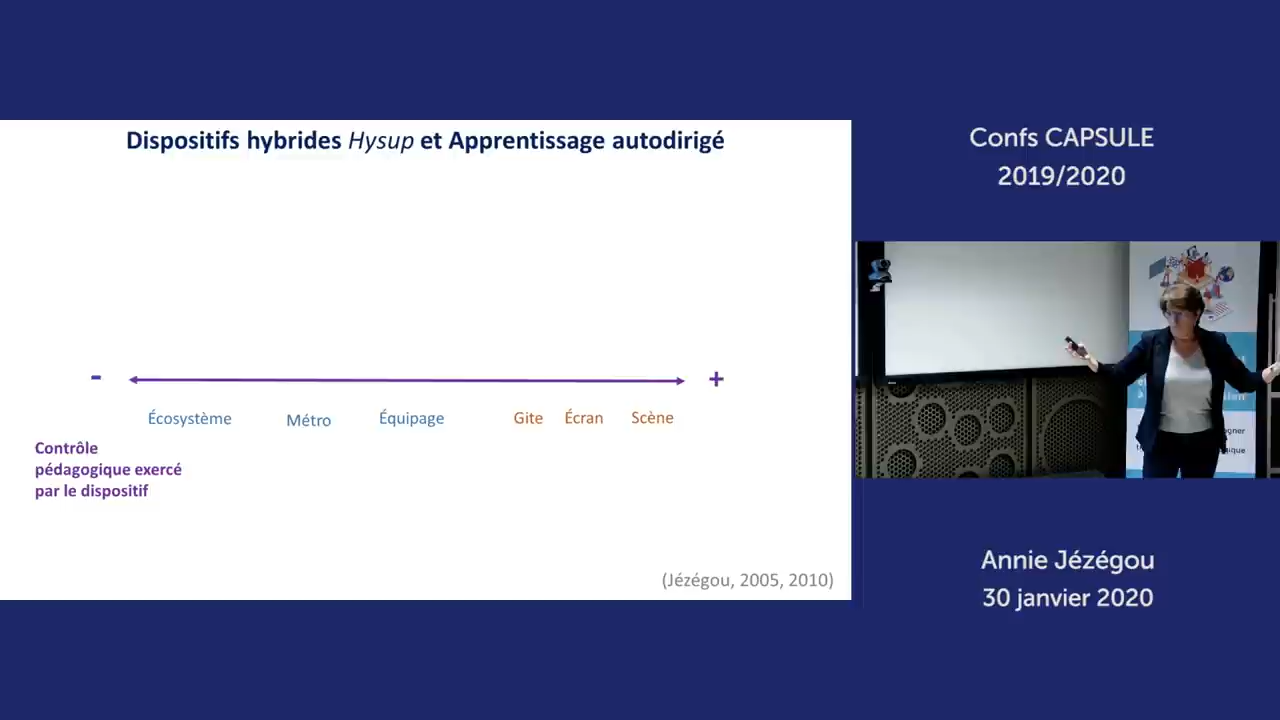 Dispositifs hybrides Hysup et Apprentissage autodirigé
- +
Écosystème Métro Équipage Gite Écran Scène
Contrôle
pédagogique exercé
par le dispositif
(Jézégou, 2005, 2010)
Confs CAPSULE
2019/2020
Annie Jézégou
30 janvier 2020